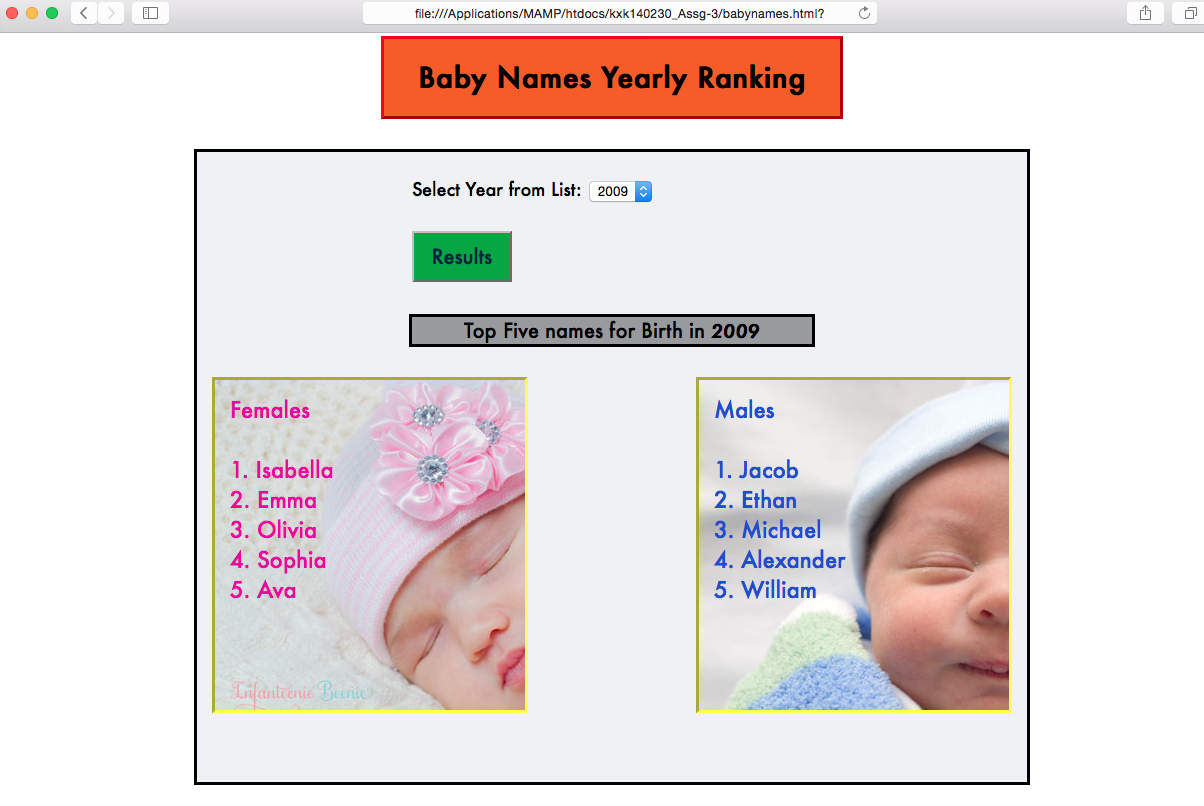 file:///Applications/MAMP/htdocs/kxk140230_Assg-3/babynames.html?
Baby Names Yearly Ranking
Select Year from List: 2009
Results
Top Five names for Birth in 2009
Females
1. Isabella
2. Emma
3. Olivia
4. Sophia
5. Ava
Infanteenie Beenie
Males
1. Jacob
2. Ethan
3. Michael
4. Alexander
5. William